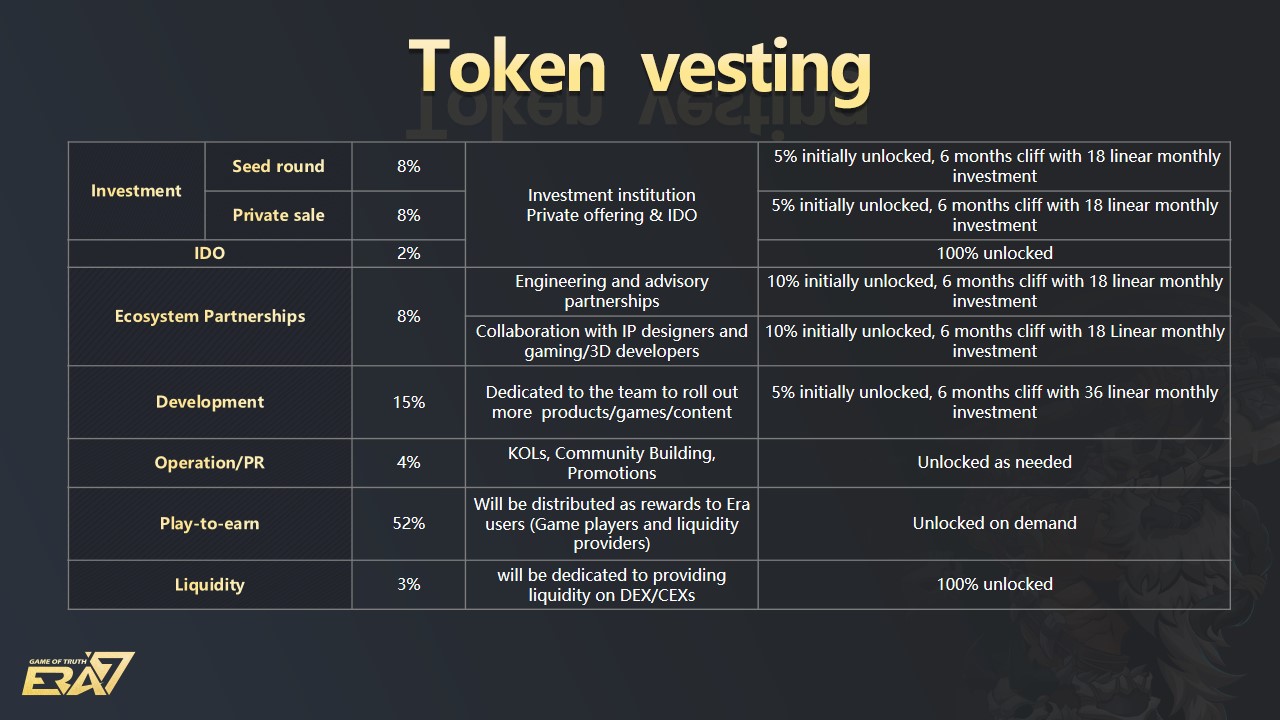 Token vesting
Investment
Seed round
8%
Investment institution
Private offering & IDO
5% initially unlocked, 6 months cliff with 18 linear monthly
investment
Private sale
8%
5% initially unlocked, 6 months cliff with 18 linear monthly
investment
IDO
2%
100% unlocked
Ecosystem Partnerships
8%
Engineering and advisory
partnerships
10% initially unlocked, 6 months cliff with 18 linear monthly
investment
Collaboration with IP designers and
gaming/3D developers
10% initially unlocked, 6 months cliff with 18 Linear monthly
investment
Development
15%
Dedicated to the team to roll out
more products/games/content
5% initially unlocked, 6 months cliff with 36 linear monthly
investment
Operation/PR
4%
KOLs, Community Building,
Promotions
Unlocked as needed
Play-to-earn
52%
Will be distributed as rewards to Era
users (Game players and liquidity
providers)
Unlocked on demand
Liquidity
3%
will be dedicated to providing
liquidity on DEX/CEXs
100% unlocked
GAME OF TRUTH
ERA7